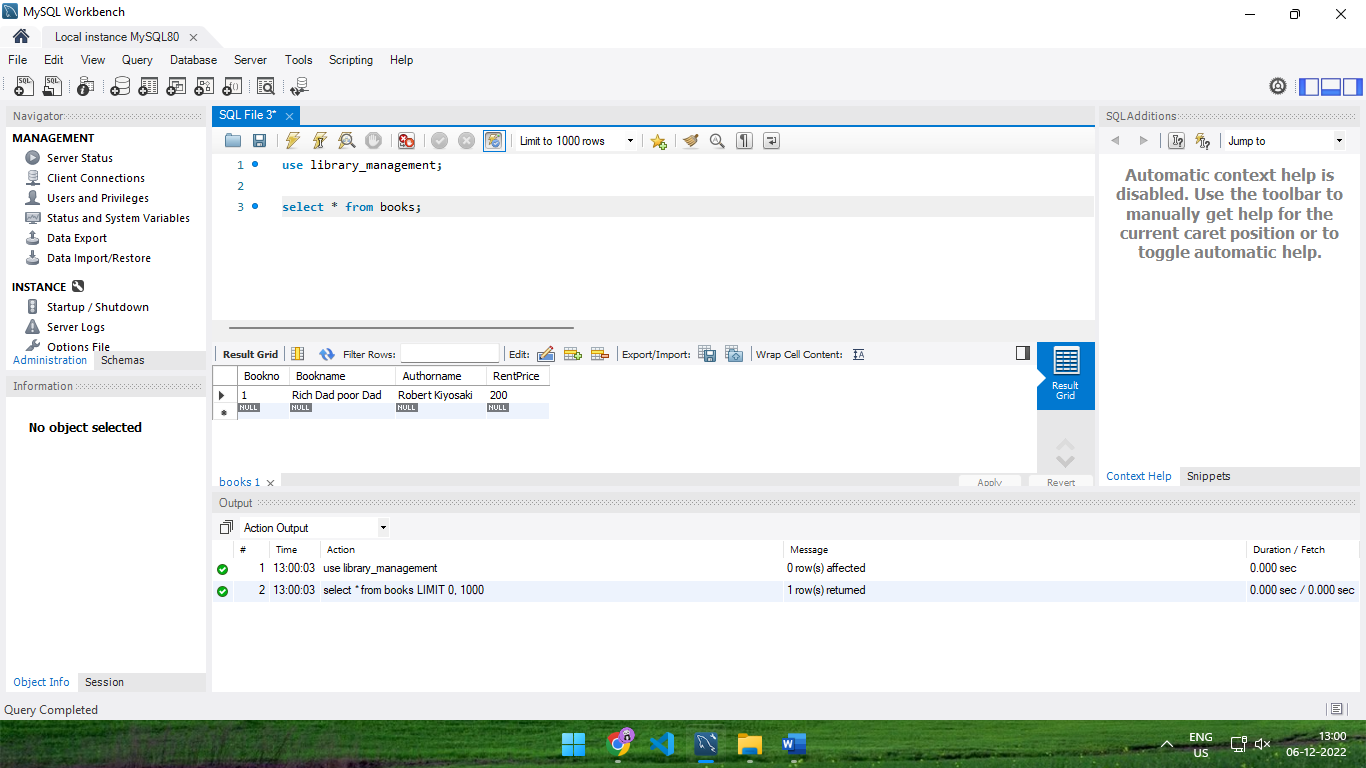 MySQL Workbench
Local instance MySQL80
File Edit View Query Database Server Tools Scripting Help
Navigator
MANAGEMENT
Server Status
Client Connections
Users and Privileges
Status and System Variables
Data Export
Data Import/Restore
INSTANCE
Startup / Shutdown
Server Logs
Options File
Administration Schemas
Information
No object selected
Object Info Session
SQL File 3*
Limit to 1000 rows
1 use library_management;
2
3 select * from books;
Result Grid Filter Rows: Edit: Export/Import: Wrap Cell Content:
Bookno Bookname Authorname RentPrice
1 Rich Dad poor Dad Robert Kiyosaki 200
NULL NULL NULL NULL
Result
Grid
books 1 Apply Revert
SQLAdditions
Jump to
Automatic context help is
disabled. Use the toolbar to
manually get help for the
current caret position or to
toggle automatic help.
Context Help Snippets
Output
Action Output
# Time Action Message Duration / Fetch
1 13:00:03 use library_management 0 row(s) affected 0.000 sec
2 13:00:03 select * from books LIMIT 0, 1000 1 row(s) returned 0.000 sec / 0.000 sec
Query Completed
ENG
US
13:00
06-12-2022